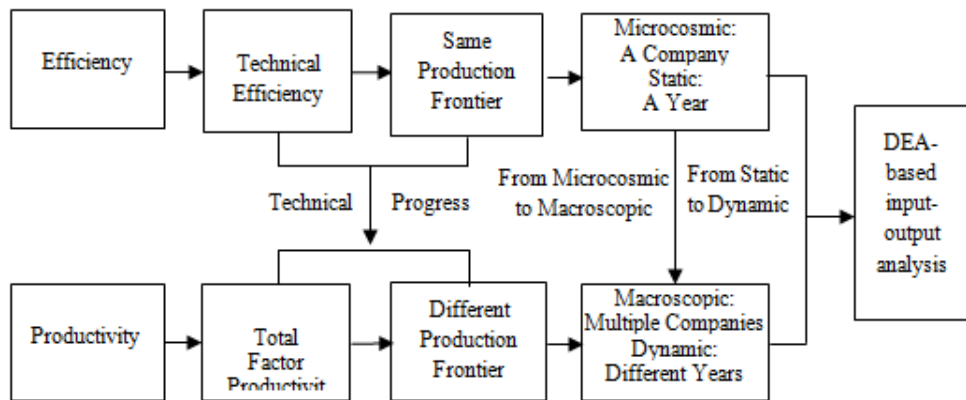 Efficiency
Technical
Efficiency
Same
Production
Frontier
Microcosmic:
A Company
Static:
A Year
Technical Progress
From Microcosmic
to Macroscopic
From Static
to Dynamic
DEA-
based
input-
output
analysis
Productivity
Total
Factor
Productivit
Different
Production
Frontier
Macroscopic:
Multiple Companies
Dynamic:
Different Years